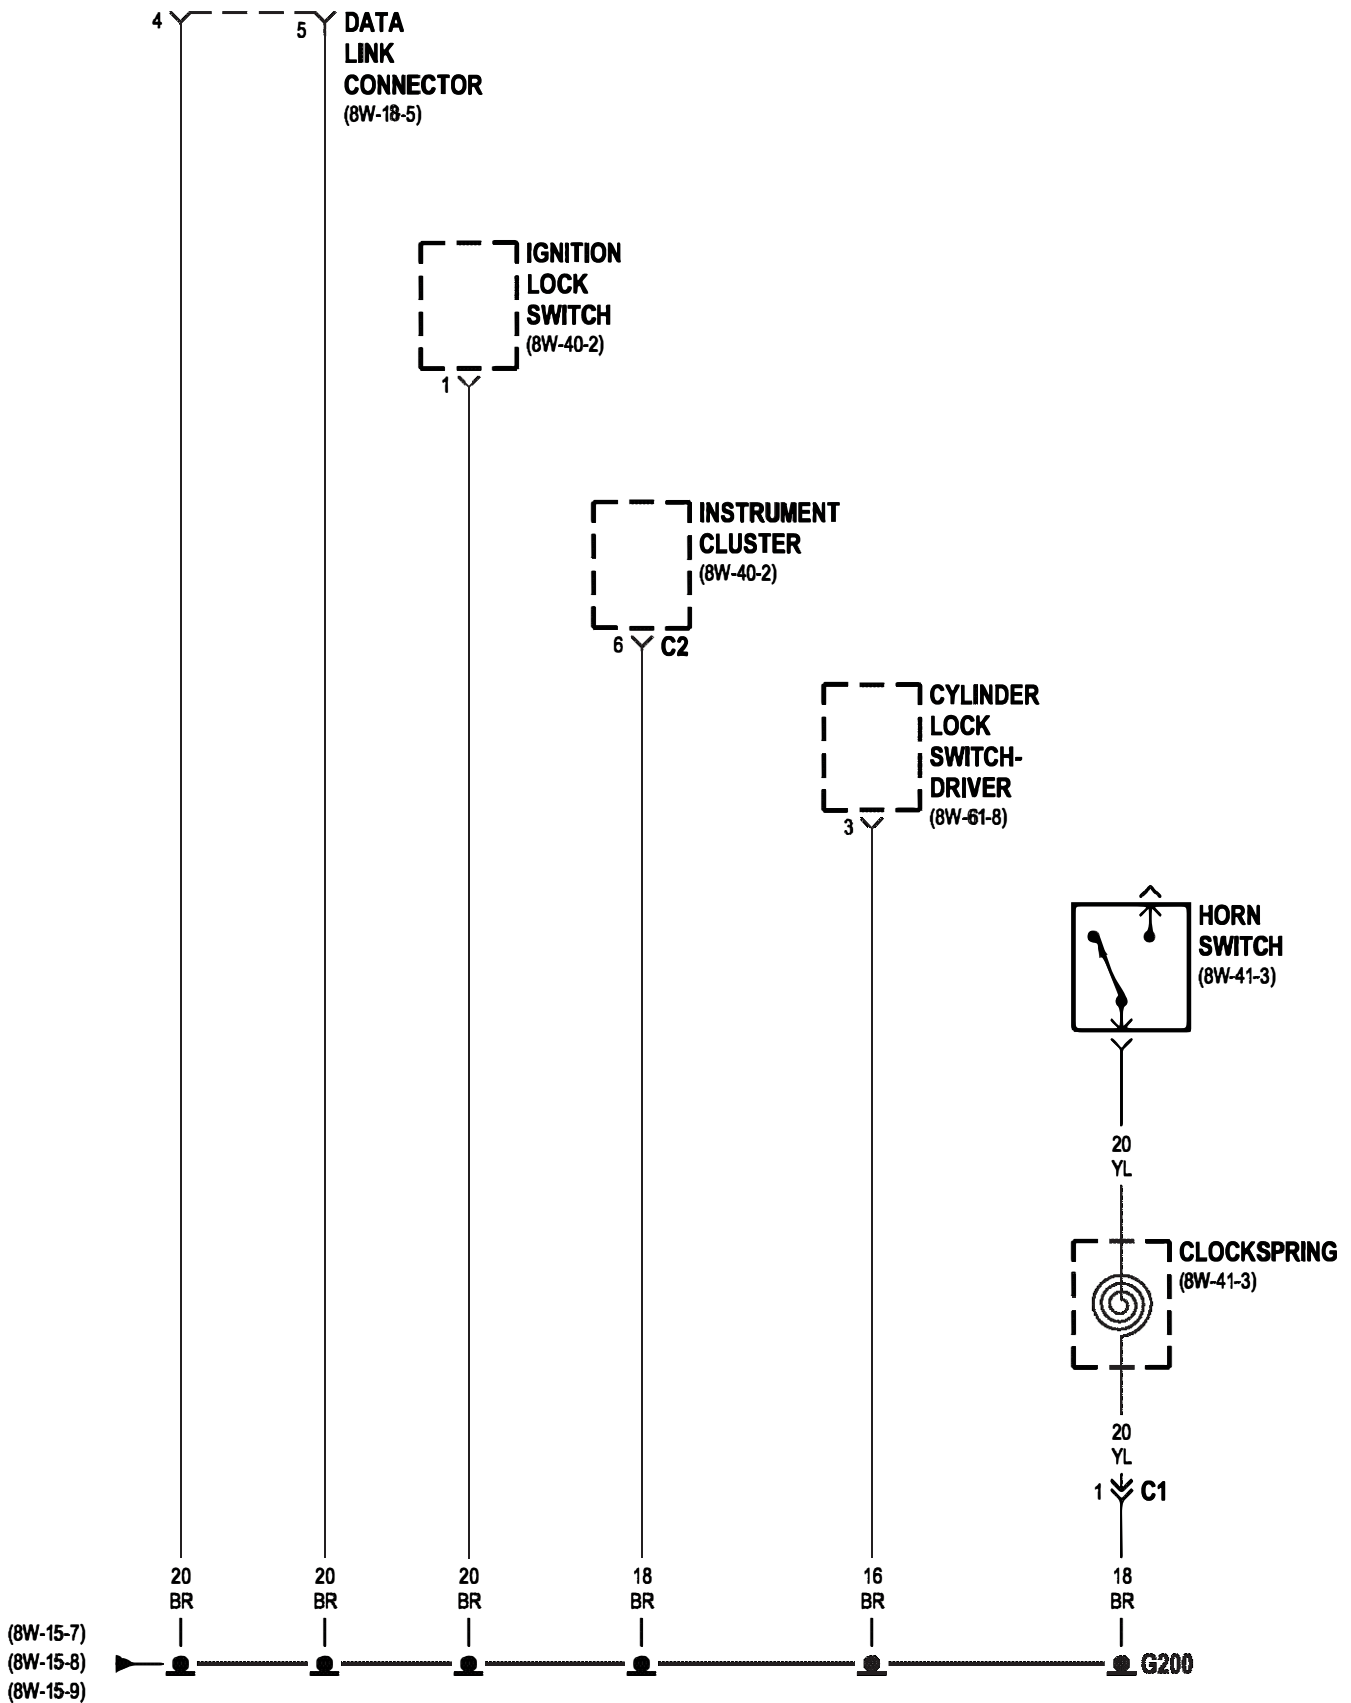 4
5
DATA
LINK
CONNECTOR
(8W-18-5)
IGNITION
LOCK
SWITCH
(8W-40-2)
1
INSTRUMENT
CLUSTER
(8W-40-2)
6
C2
CYLINDER
LOCK
SWITCH-
DRIVER
(8W-61-8)
3
HORN
SWITCH
(8W-41-3)
20
YL
CLOCKSPRING
(8W-41-3)
20
YL
1
C1
20
BR
20
BR
20
BR
18
BR
16
BR
18
BR
(8W-15-7)
(8W-15-8)
(8W-15-9)
G200